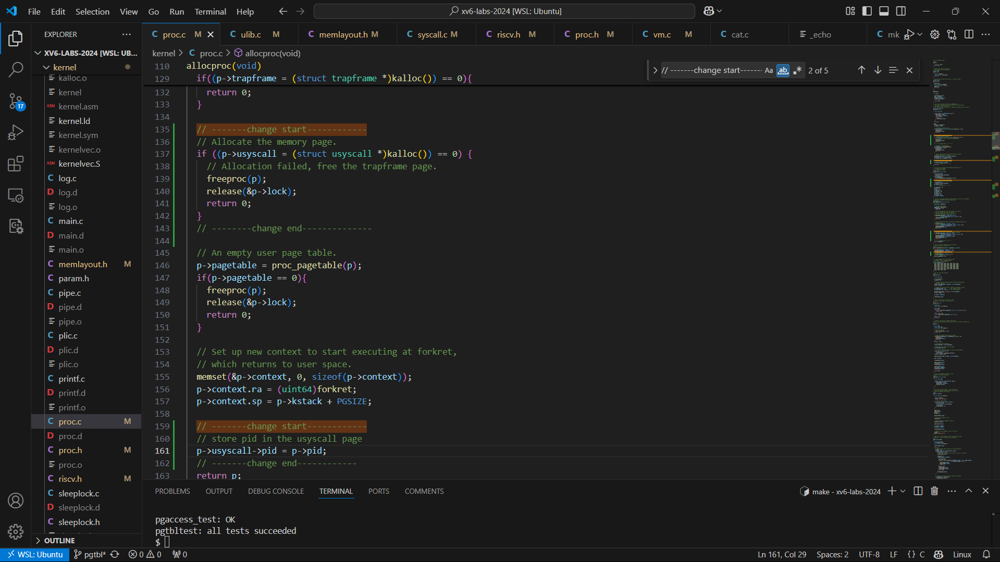 File Edit Selection View Go Run Terminal Help
xv6-labs-2024 [WSL: Ubuntu]
EXPLORER
XV6-LABS-2024 [WSL: UB...
kernel
kalloc.o
kernel
ASM kernel.asm
kernel.ld
kernel.sym
kernelvec.o
ASM kernelvec.S
C log.c
D log.d
log.o
C main.c
D main.d
main.o
C memlayout.h M
C param.h
C pipe.c
D pipe.d
pipe.o
C plic.c
D plic.d
plic.o
C printf.c
D printf.d
printf.o
C proc.c M
D proc.d
C proc.h M
proc.o
C riscv.h M
C sleeplock.c
D sleeplock.d
C sleeplock.h
OUTLINE
17
C proc.c M C ulib.c M C memlayout.h M C syscall.c M C riscv.h M C proc.h M C vm.c M C cat.c _echo C mk
kernel > C proc.c > allocproc(void)
// -------change start------- Aa ab .* 2 of 5
110 allocproc(void)
129 if((p->trapframe = (struct trapframe *)kalloc()) == 0){
132 return 0;
133 }
134
135 // -------change start------------
136 // Allocate the memory page.
137 if ((p->usyscall = (struct usyscall *)kalloc()) == 0) {
138 // Allocation failed, free the trapframe page.
139 freeproc(p);
140 release(&p->lock);
141 return 0;
142 }
143 // --------change end--------------
144
145 // An empty user page table.
146 p->pagetable = proc_pagetable(p);
147 if(p->pagetable == 0){
148 freeproc(p);
149 release(&p->lock);
150 return 0;
151 }
152
153 // Set up new context to start executing at forkret,
154 // which returns to user space.
155 memset(&p->context, 0, sizeof(p->context));
156 p->context.ra = (uint64)forkret;
157 p->context.sp = p->kstack + PGSIZE;
158
159 // -------change start------------
160 // store pid in the usyscall page
161 p->usyscall->pid = p->pid;
162 // -------change end------------
163 return p;
PROBLEMS OUTPUT DEBUG CONSOLE TERMINAL PORTS COMMENTS
make - xv6-labs-2024
pgaccess_test: OK
pgtbltest: all tests succeeded
$
WSL: Ubuntu pgtbl* 0 0 0
Ln 161, Col 29 Spaces: 2 UTF-8 LF {} C Linux